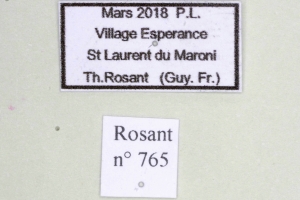 Mars 2018 P.L.
Village Esperance
St Laurent du Maroni
Th.Rosant (Guy. Fr.)
Rosant
n° 765